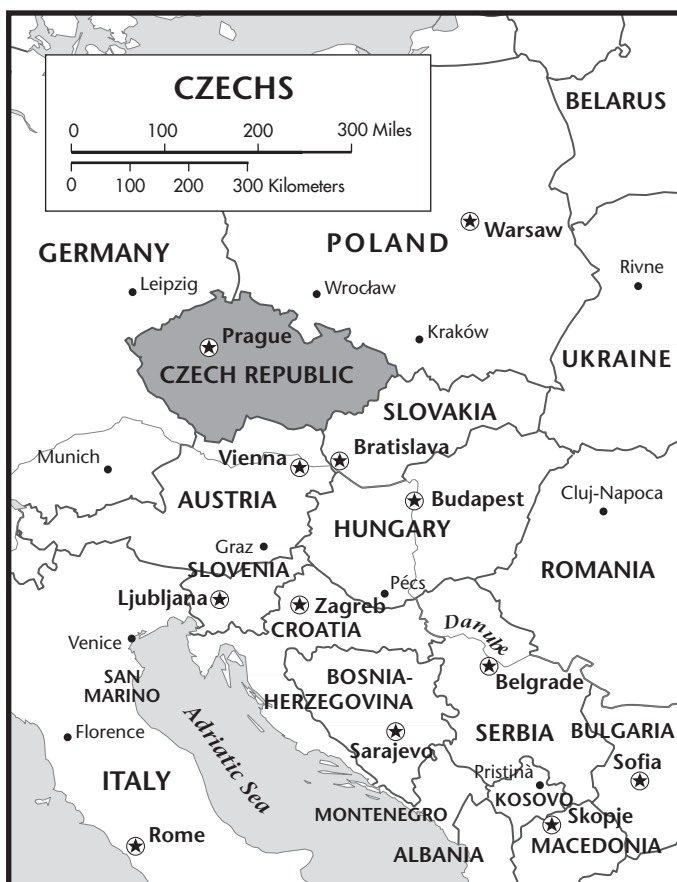 CZECHS
0 100 200 300 Miles
0 100 200 300 Kilometers
BELARUS
Warsaw
POLAND
GERMANY
Rivne
Leipzig
Wrocław
Prague
Kraków
CZECH REPUBLIC
UKRAINE
SLOVAKIA
Bratislava
Munich
Vienna
Cluj-Napoca
AUSTRIA
Budapest
HUNGARY
Graz
SLOVENIA
ROMANIA
Pécs
Ljubljana
Zagreb
CROATIA
Danube
Venice
SAN
MARINO
BOSNIA-
HERZEGOVINA
Belgrade
Florence
Adriatic Sea
SERBIA
BULGARIA
Sarajevo
Sofia
Pristina
ITALY
KOSOVO
MONTENEGRO
Skopje
Rome
MACEDONIA
ALBANIA